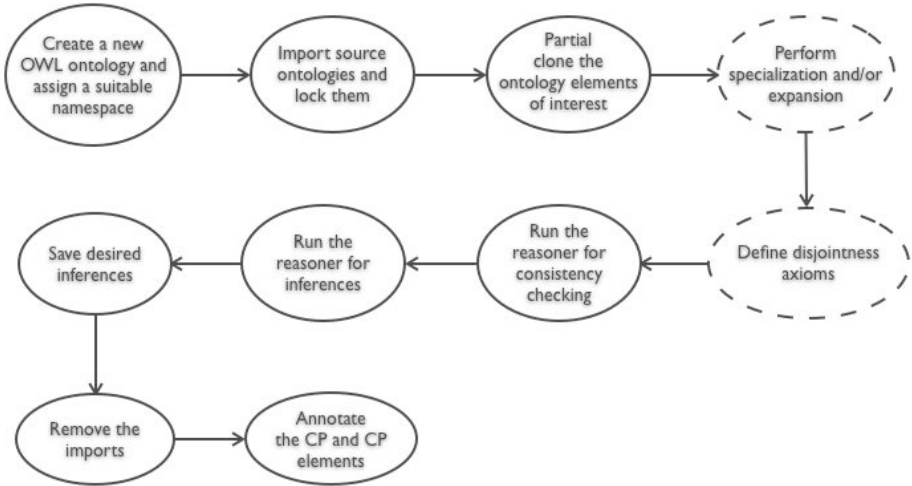 Create a new
OWL ontology and
assign a suitable
namespace
Import source
ontologies and
lock them
Partial
clone the
ontology elements
of interest
Perform
specialization and/or
expansion
Define disjointness
axioms
Run the
reasoner for
consistency
checking
Run the
reasoner for
inferences
Save desired
inferences
Remove the
imports
Annotate
the CP and CP
elements